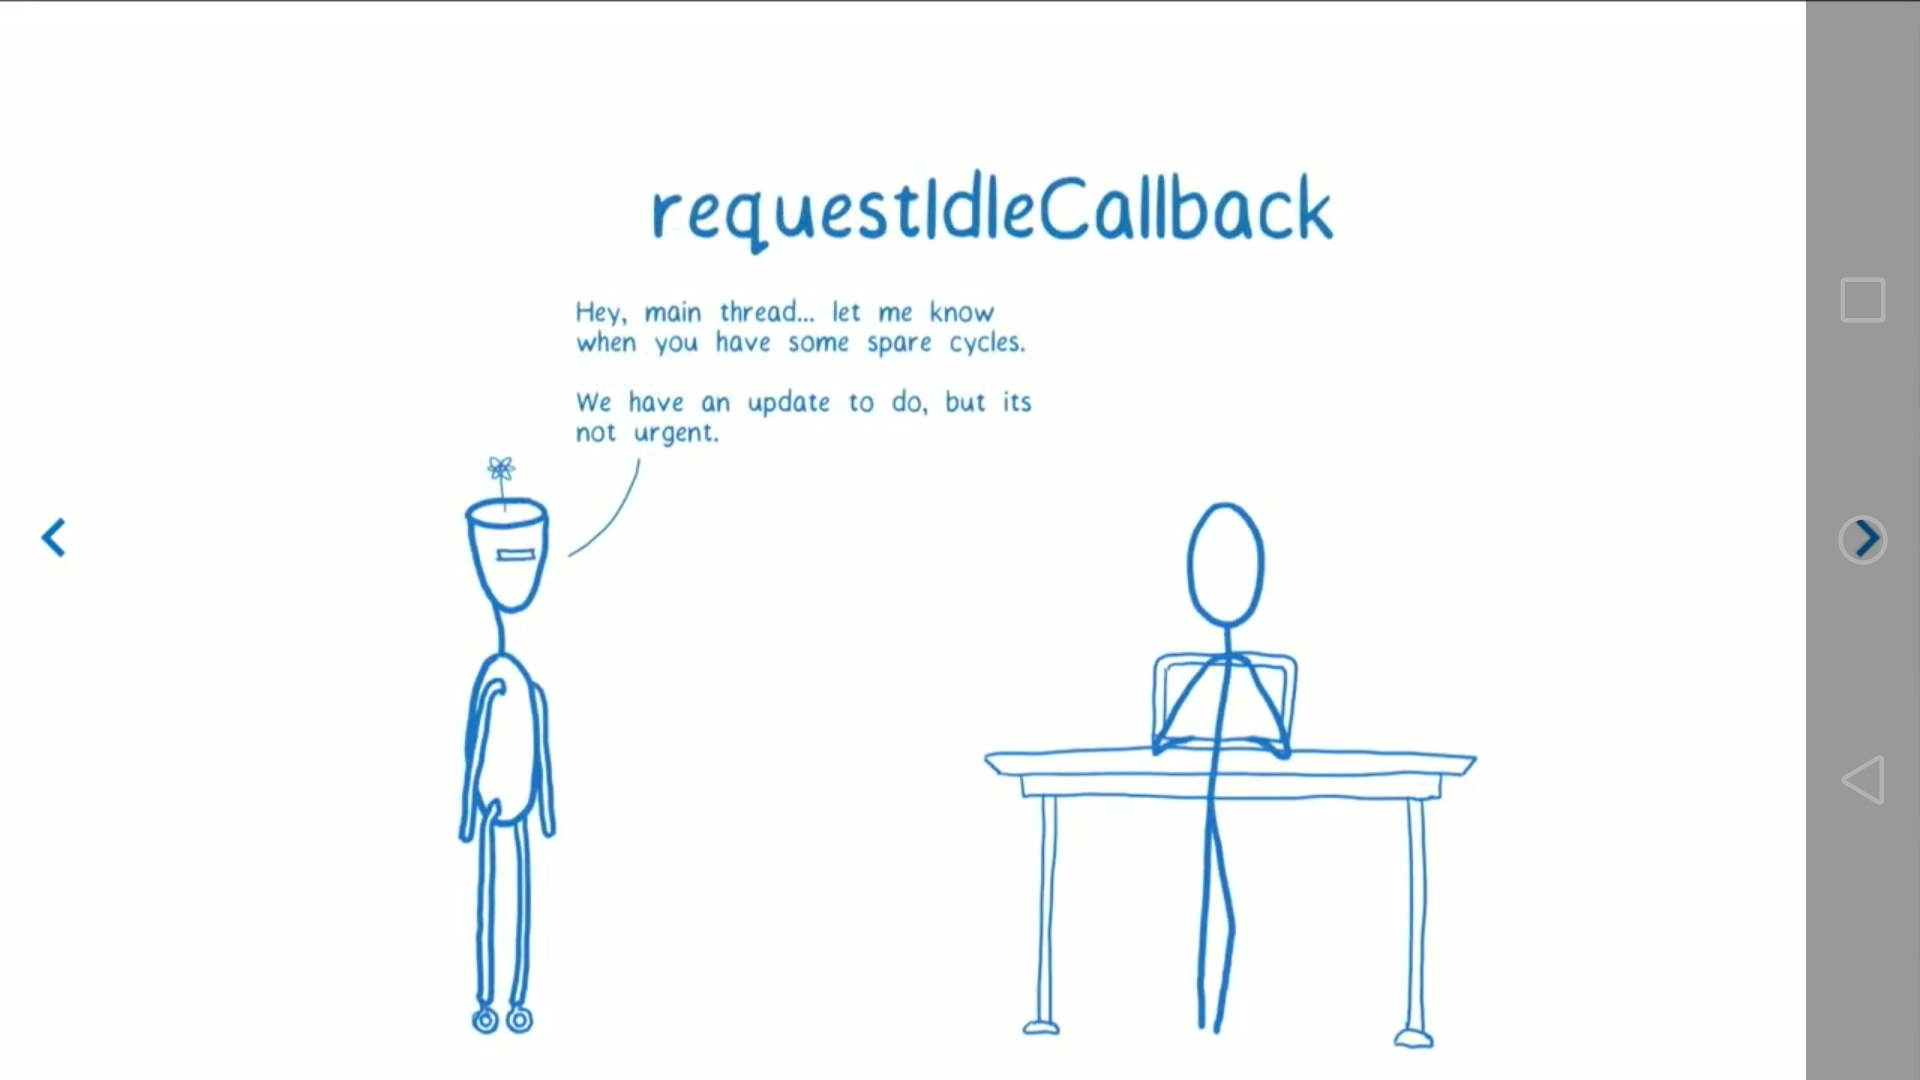 requestIdleCallback
Hey, main thread... let me know
when you have some spare cycles.
We have an update to do, but its
not urgent.